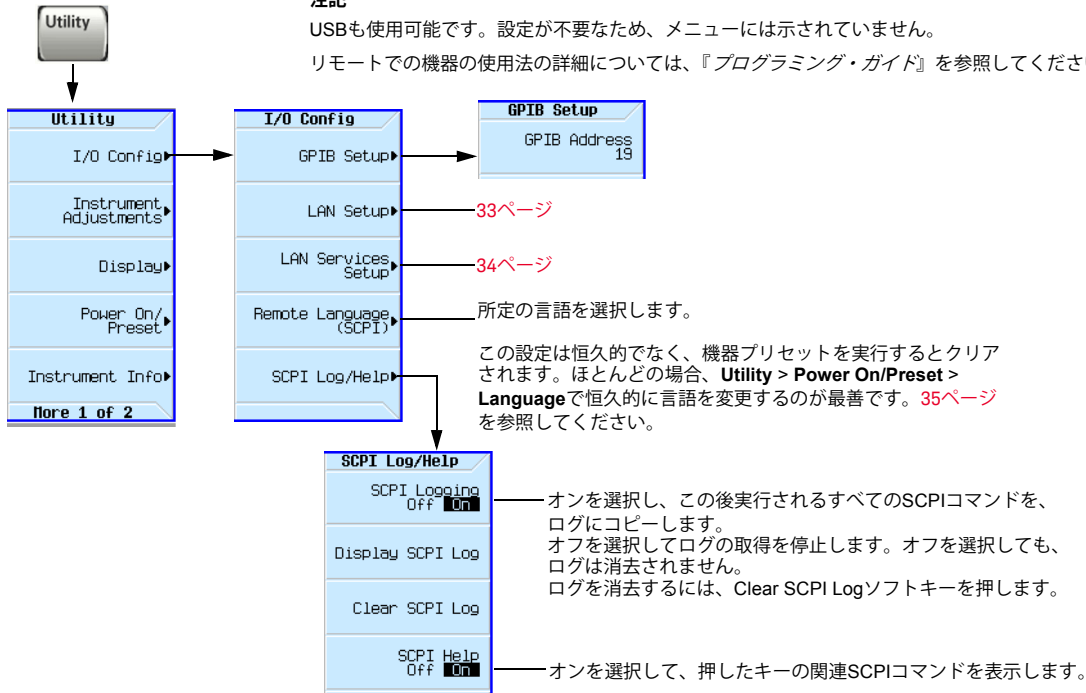 注記
Utility
USBも使用可能です。設定が不要なため、メニューには示されていません。
リモートでの機器の使用法の詳細については、『プログラミング・ガイド』を参照してくださ
Utility
I/O Config
Instrument
Adjustments
Display
Power On/
Preset
Instrument Info
More 1 of 2
I/O Config
GPIB Setup
LAN Setup
LAN Services
Setup
Remote Language
(SCPI)
SCPI Log/Help
GPIB Setup
GPIB Address
19
33ページ
34ページ
所定の言語を選択します。
この設定は恒久的でなく、機器プリセットを実行するとクリア
されます。ほとんどの場合、Utility > Power On/Preset >
Languageで恒久的に言語を変更するのが最善です。35ページ
を参照してください。
SCPI Log/Help
SCPI Logging
Off On
Display SCPI Log
Clear SCPI Log
SCPI Help
Off On
オンを選択し、この後実行されるすべてのSCPIコマンドを、
ログにコピーします。
オフを選択してログの取得を停止します。オフを選択しても、
ログは消去されません。
ログを消去するには、Clear SCPI Logソフトキーを押します。
オンを選択して、押したキーの関連SCPIコマンドを表示します。